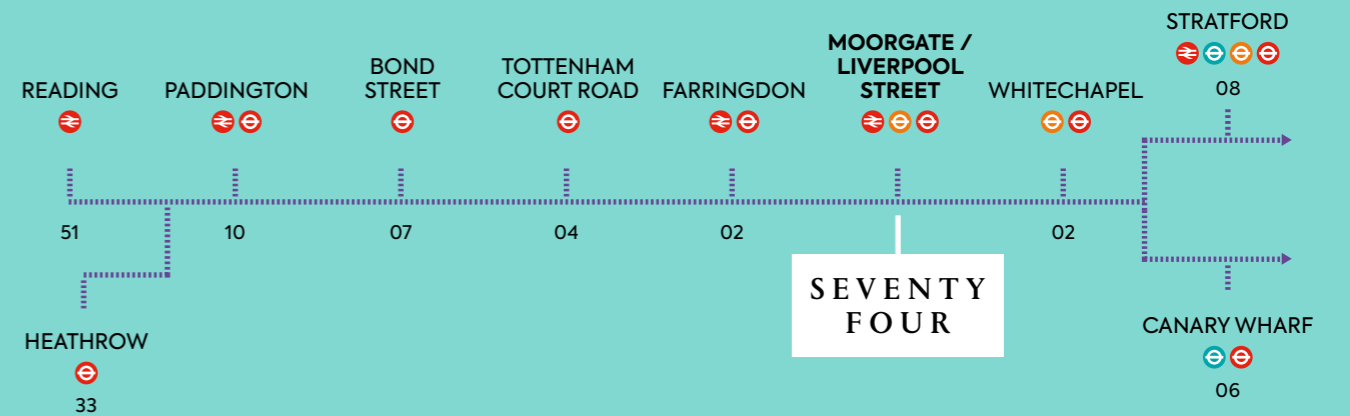 READING
51
PADDINGTON
10
BOND
STREET
07
TOTTENHAM
COURT ROAD
04
FARRINGDON
02
MOORGATE /
LIVERPOOL
STREET
SEVENTY
FOUR
WHITECHAPEL
02
STRATFORD
08
HEATHROW
33
CANARY WHARF
06